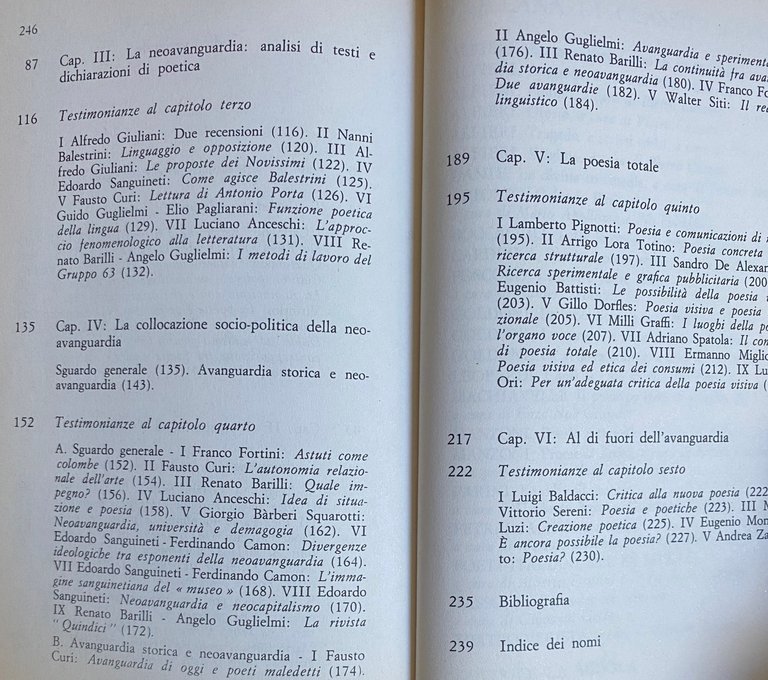 246
87 Cap. III: La neoavanguardia: analisi di testi e
dichiarazioni di poetica
116 Testimonianze al capitolo terzo
I Alfredo Giuliani: Due recensioni (116). II Nanni
Balestrini: Linguaggio e opposizione (120). III Al-
fredo Giuliani: Le proposte dei Novissimi (122). IV
Edoardo Sanguineti: Come agisce Balestrini (125).
V Fausto Curi: Lettura di Antonio Porta (126). VI
Guido Guglielmi - Elio Pagliarani: Funzione poetica
della lingua (129). VII Luciano Anceschi: L'approc-
cio fenomenologico alla letteratura (131). VIII Re-
nato Barilli - Angelo Guglielmi: I metodi di lavoro del
Gruppo 63 (132).
135 Cap. IV: La collocazione socio-politica della neo-
avanguardia
Sguardo generale (135). Avanguardia storica e neo-
avanguardia (143).
152 Testimonianze al capitolo quarto
A. Sguardo generale - I Franco Fortini: Astuti come
colombe (152). II Fausto Curi: L'autonomia relazio-
nale dell'arte (154). III Renato Barilli: Quale im-
pegno? (156). IV Luciano Anceschi: Idea di situa-
zione e poesia (158). V Giorgio Bàrberi Squarotti:
Neoavanguardia, università e demagogia (162). VI
Edoardo Sanguineti - Ferdinando Camon: Divergenze
ideologiche tra esponenti della neoavanguardia (164).
VII Edoardo Sanguineti - Ferdinando Camon: L'imma-
gine sanguinetiana del « museo » (168). VIII Edoardo
Sanguineti: Neoavanguardia e neocapitalismo (170).
IX Renato Barilli - Angelo Guglielmi: La rivista
"Quindici" (172).
B. Avanguardia storica e neoavanguardia - I Fausto
Curi: Avanguardia di oggi e poeti maledetti (174).
II Angelo Guglielmi: Avanguardia e sperimenta
(176). III Renato Barilli: La continuità fra avan
dia storica e neoavanguardia (180). IV Franco Fo
Due avanguardie (182). V Walter Siti: Il rea
linguistico (184).
189 Cap. V: La poesia totale
195 Testimonianze al capitolo quinto
I Lamberto Pignotti: Poesia e comunicazioni di
(195). II Arrigo Lora Totino: Poesia concreta
ricerca strutturale (197). III Sandro De Alexan
Ricerca sperimentale e grafica pubblicitaria (200
Eugenio Battisti: Le possibilità della poesia
(203). V Gillo Dorfles: Poesia visiva e poesia
zionale (205). VI Milli Graffi: I luoghi della po
l'organo voce (207). VII Adriano Spatola: Il con
di poesia totale (210). VIII Ermanno Miglio
Poesia visiva ed etica dei consumi (212). IX Lu
Ori: Per un'adeguata critica della poesia visiva (
217 Cap. VI: Al di fuori dell'avanguardia
222 Testimonianze al capitolo sesto
I Luigi Baldacci: Critica alla nuova poesia (222
Vittorio Sereni: Poesia e poetiche (223). III M
Luzi: Creazione poetica (225). IV Eugenio Mon
È ancora possibile la poesia? (227). V Andrea Za
to: Poesia? (230).
235 Bibliografia
239 Indice dei nomi